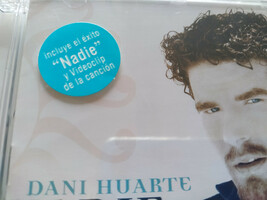 incluye el éxito
"Nadie"
y Videoclip
de la canción
DANI HUARTE